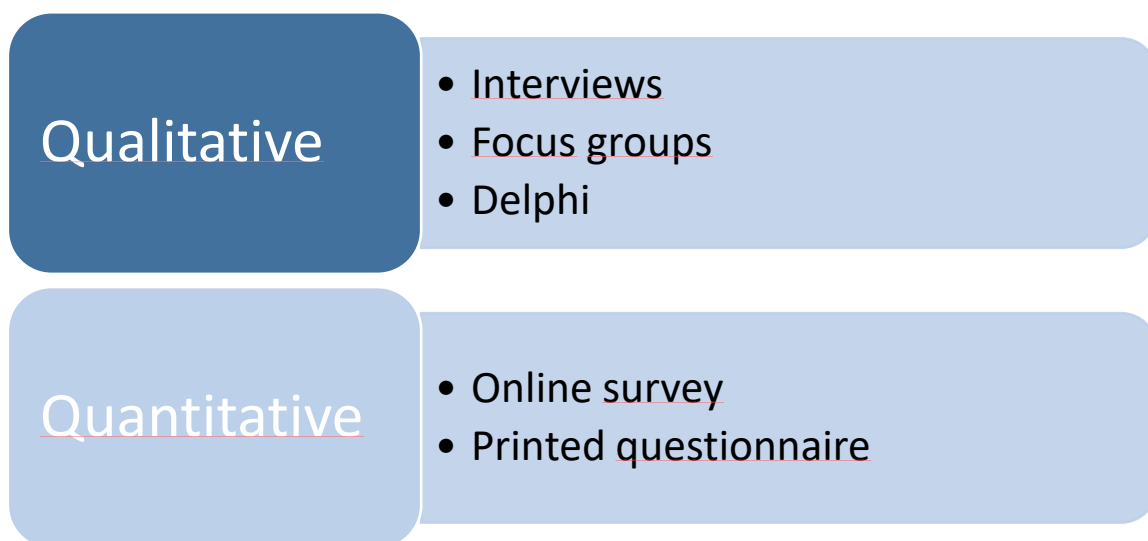 Qualitative
• Interviews
• Focus groups
• Delphi
Quantitative
• Online survey
• Printed questionnaire